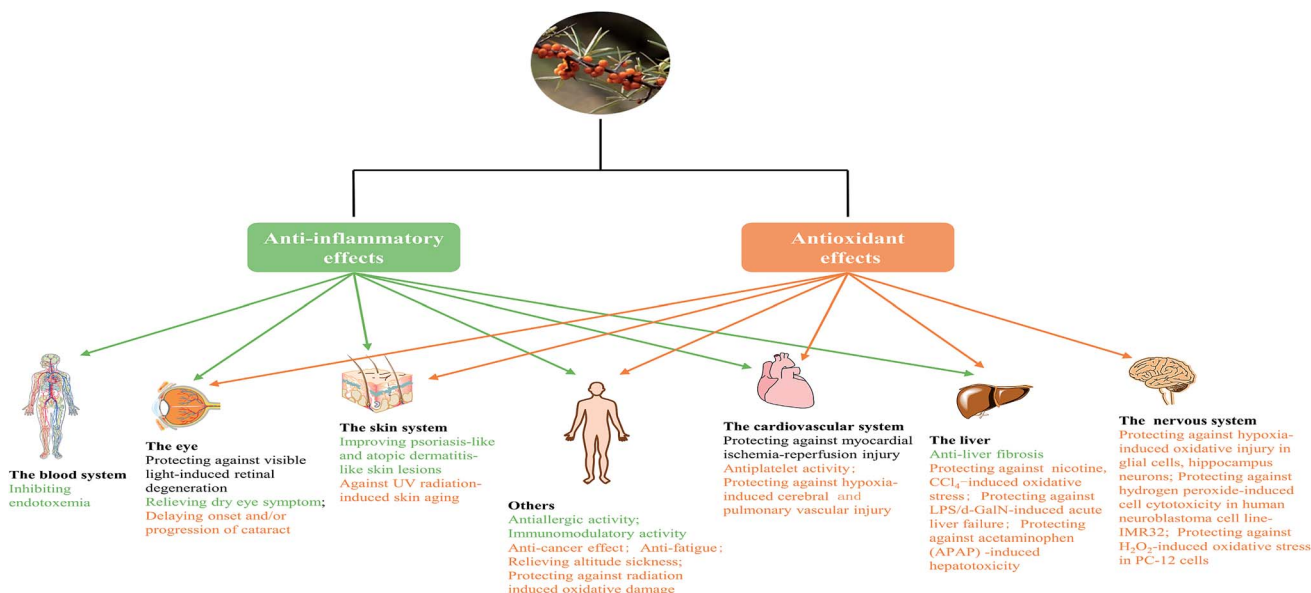 Anti-inflammatory
effects
Antioxidant
effects
The blood system
Inhibiting
endotoxemia
The eye
Protecting against visible
light-induced retinal
degeneration
Relieving dry eye symptom;
Delaying onset and/or
progression of cataract
The skin system
Improving psoriasis-like
and atopic dermatitis-
like skin lesions
Against UV radiation-
induced skin aging
Others
Antiallergic activity;
Immunomodulatory activity
Anti-cancer effect; Anti-fatigue;
Relieving altitude sickness;
Protecting against radiation
induced oxidative damage
The cardiovascular system
Protecting against myocardial
ischemia-reperfusion injury
Antiplatelet activity;
Protecting against hypoxia-
induced cerebral and
pulmonary vascular injury
The liver
Anti-liver fibrosis
Protecting against nicotine,
CCl₄-induced oxidative
stress; Protecting against
LPS/d-GalN-induced acute
liver failure; Protecting
against acetaminophen
(APAP) -induced
hepatotoxicity
The nervous system
Protecting against hypoxia-
induced oxidative injury in
glial cells, hippocampus
neurons; Protecting against
hydrogen peroxide-induced
cell cytotoxicity in human
neuroblastoma cell line-
IMR32; Protecting against
H₂O₂-induced oxidative stress
in PC-12 cells